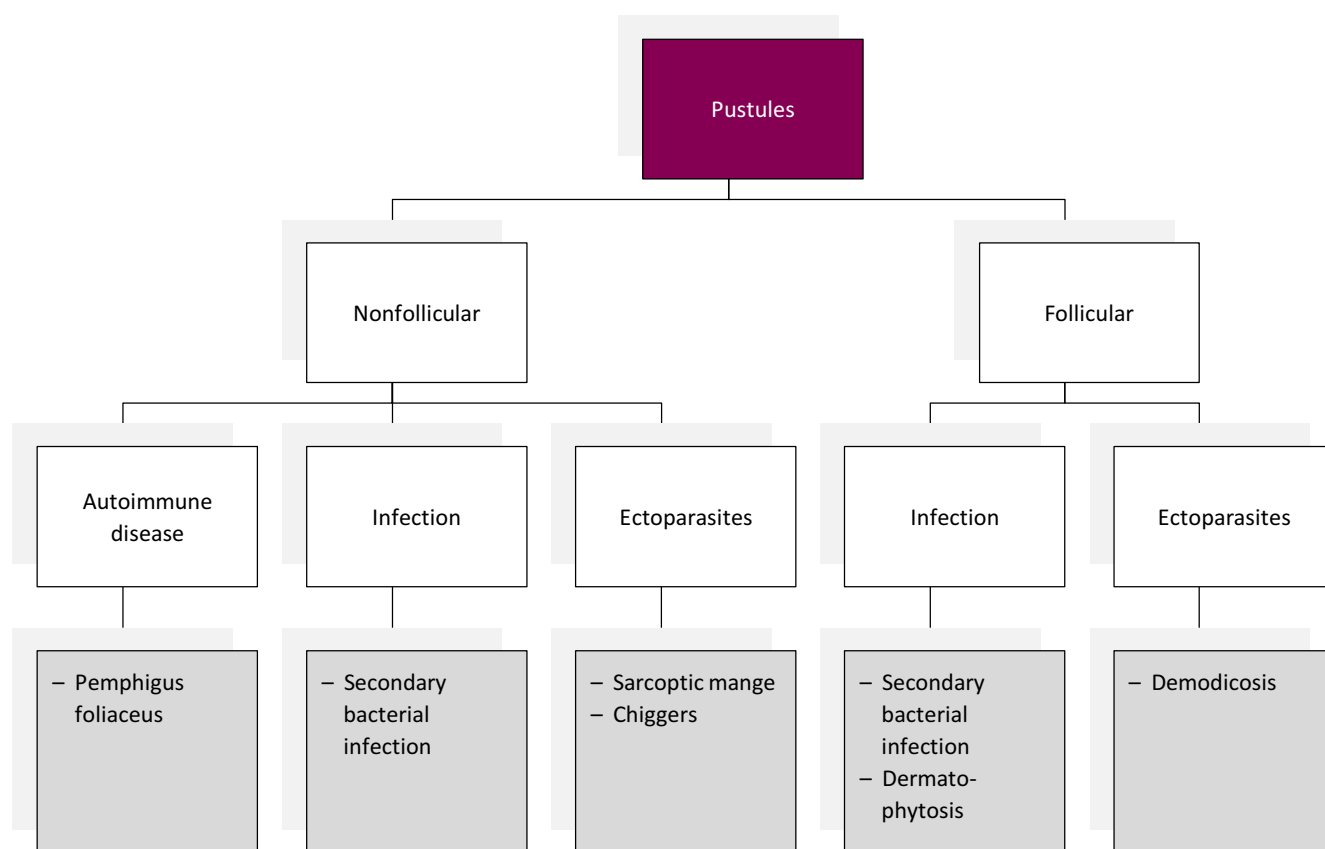 Pustules
Nonfollicular
Follicular
Autoimmune
disease
Infection
Ectoparasites
Infection
Ectoparasites
– Pemphigus
foliaceus
– Secondary
bacterial
infection
– Sarcoptic mange
– Chiggers
– Secondary
bacterial
infection
– Dermato-
phytosis
– Demodicosis